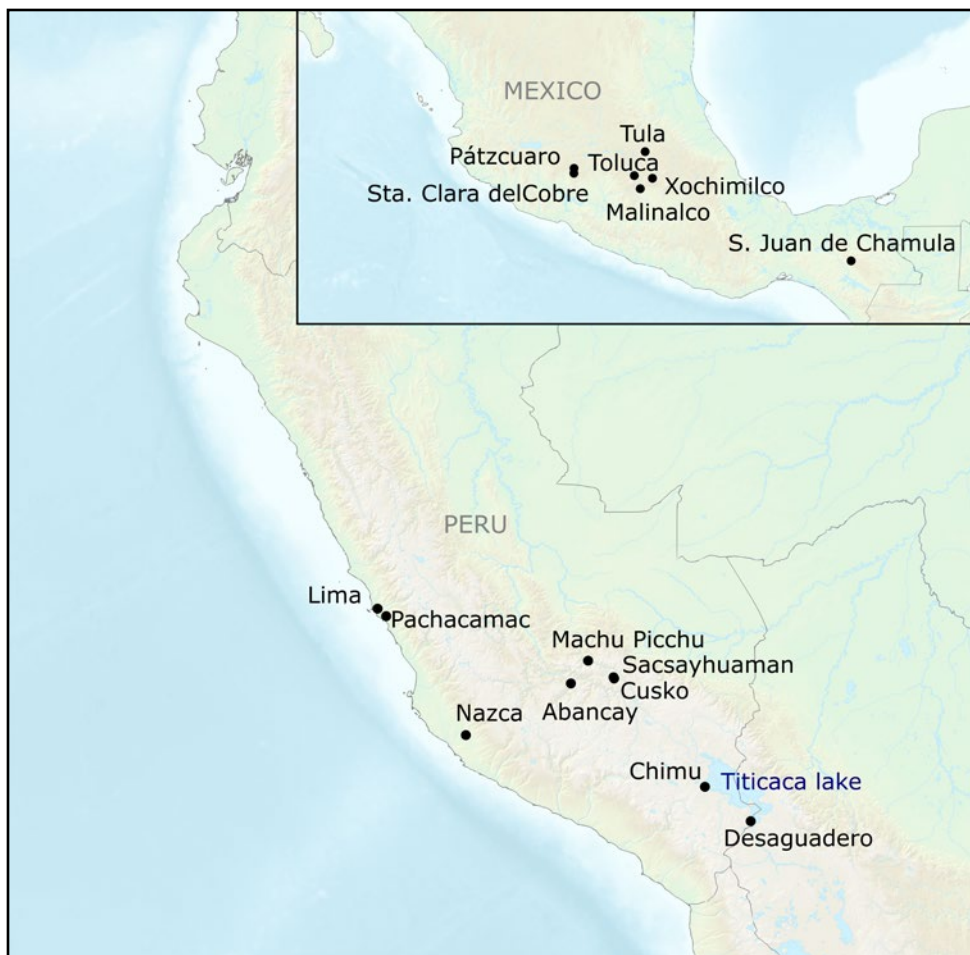 MEXICO
Tula
Pátzcuaro
Toluca
Xochimilco
Sta. Clara delCobre
Malinalco
S. Juan de Chamula
PERU
Lima
Pachacamac
Machu Picchu
Sacsayhuaman
Cusko
Abancay
Nazca
Chimu
Titicaca lake
Desaguadero